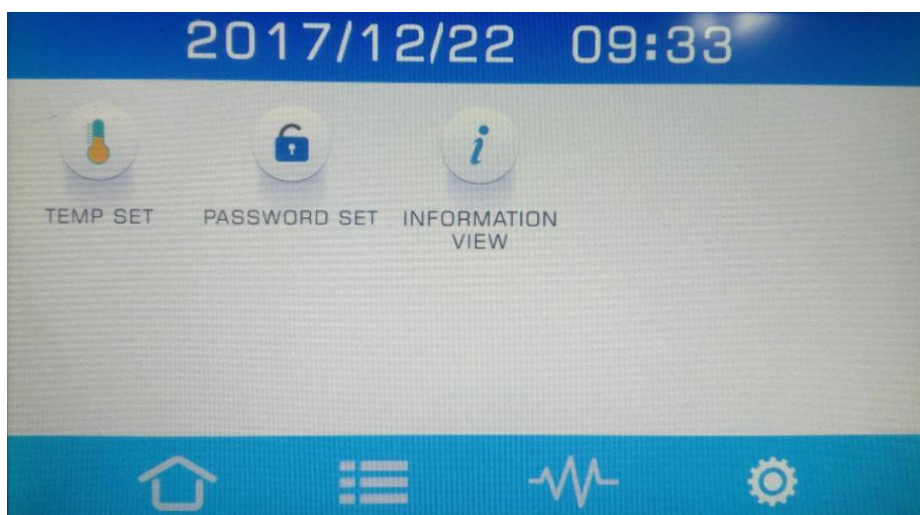 2017/12/22 09:33
TEMP SET
PASSWORD SET
INFORMATION
VIEW